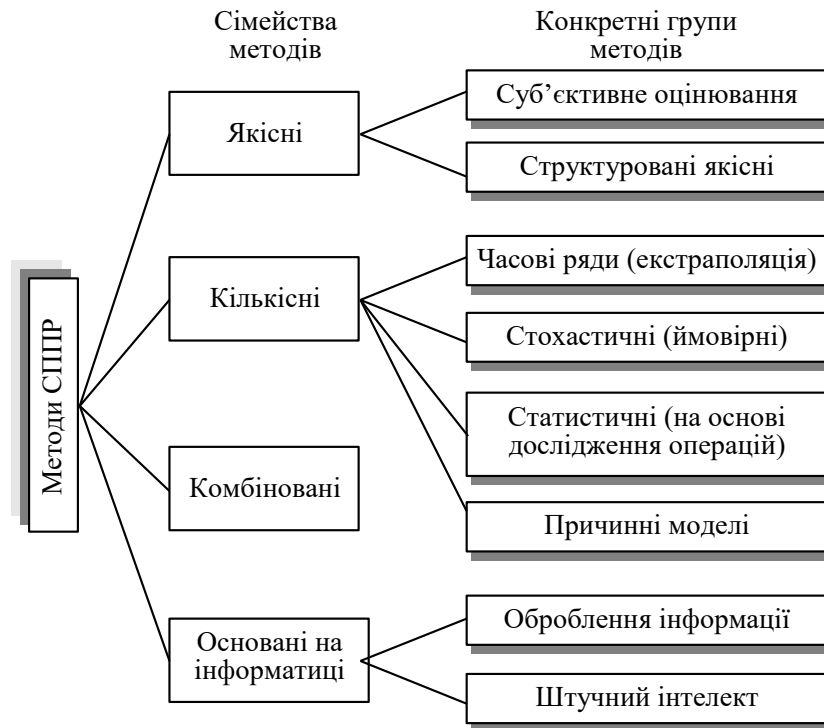 Сімейства
методів
Конкретні групи
методів
Методи СППР
Якісні
Суб’єктивне оцінювання
Структуровані якісні
Кількісні
Часові ряди (екстраполяція)
Стохастичні (ймовірні)
Статистичні (на основі
дослідження операцій)
Причинні моделі
Комбіновані
Основані на
інформатиці
Оброблення інформації
Штучний інтелект